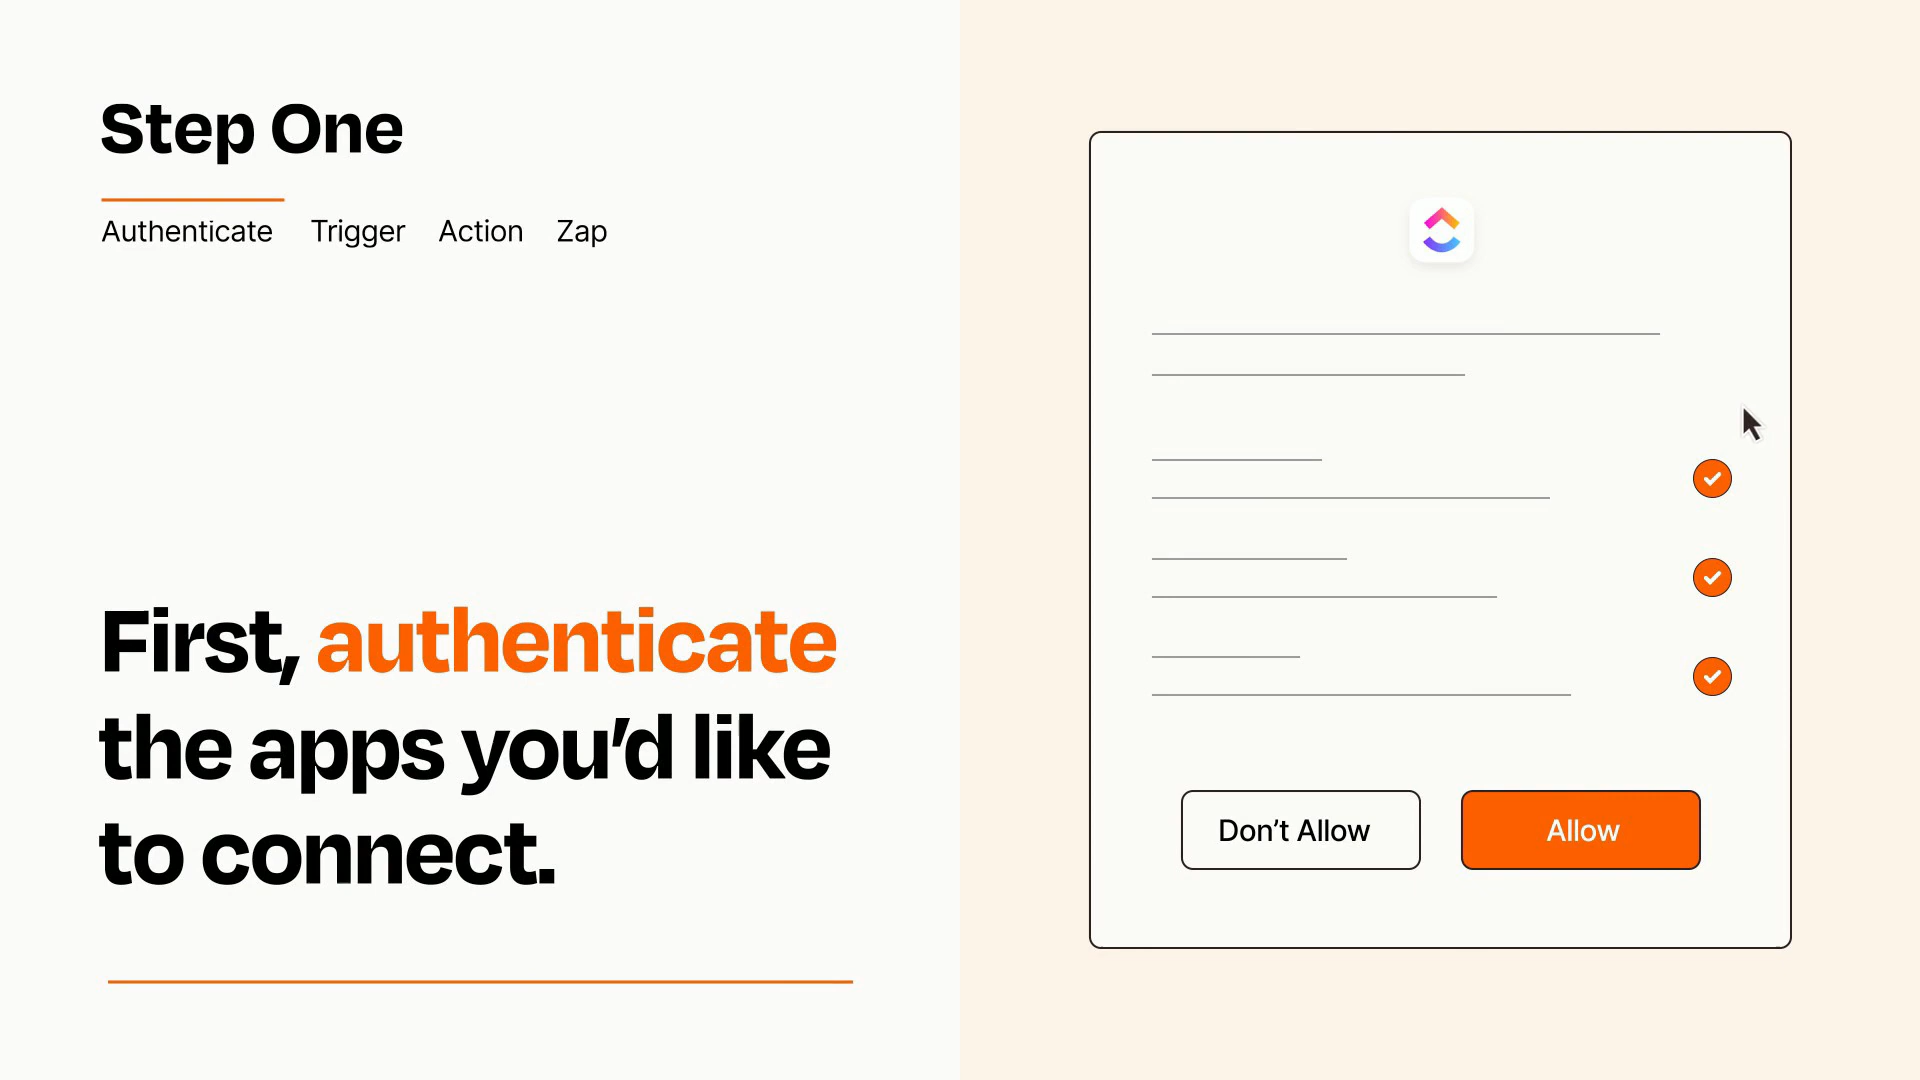 Step One
Authenticate Trigger Action Zap
First, authenticate
the apps you’d like
to connect.
Don’t Allow
Allow